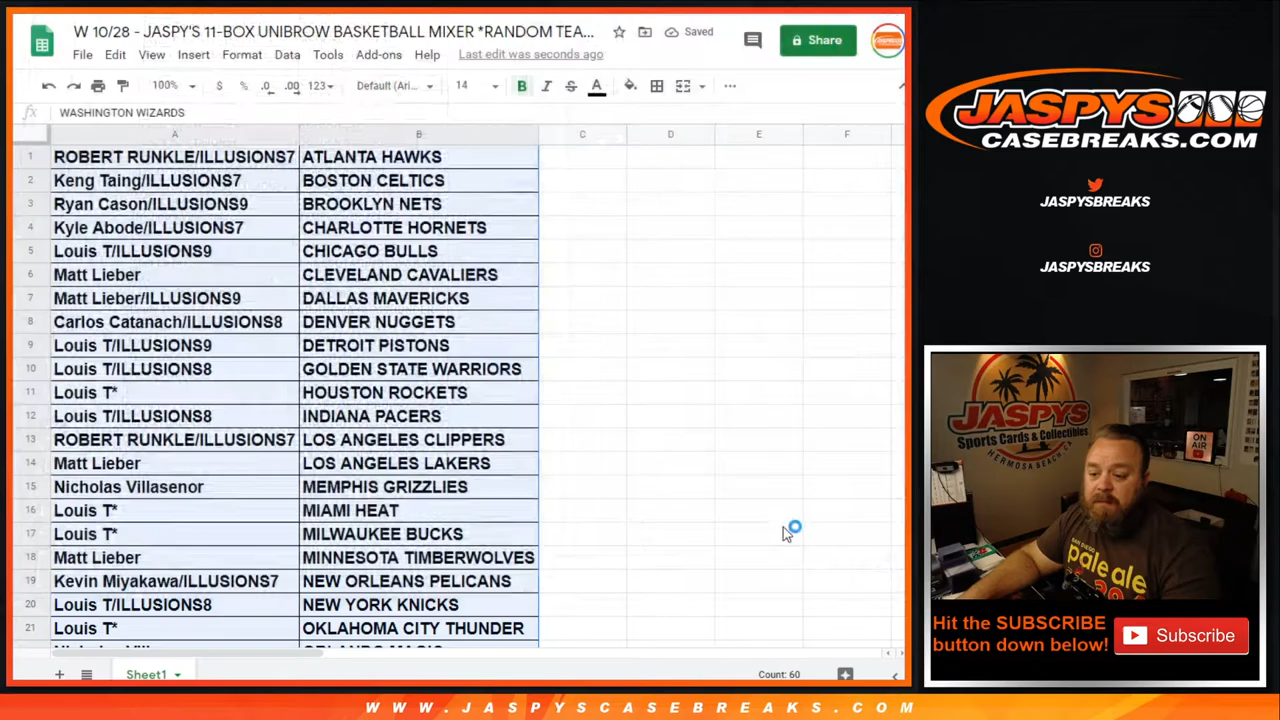 W 10/28 - JASPY'S 11-BOX UNIBROW BASKETBALL MIXER *RANDOM TEA...
Saved
Share
File Edit View Insert Format Data Tools Add-ons Help Last edit was seconds ago
100% $ % .0 .00 123 Default (Ari... 14 B I S A ...
fx WASHINGTON WIZARDS
A B C D E F
1 ROBERT RUNKLE/ILLUSIONS7 ATLANTA HAWKS
2 Keng Taing/ILLUSIONS7 BOSTON CELTICS
3 Ryan Cason/ILLUSIONS9 BROOKLYN NETS
4 Kyle Abode/ILLUSIONS7 CHARLOTTE HORNETS
5 Louis T/ILLUSIONS9 CHICAGO BULLS
6 Matt Lieber CLEVELAND CAVALIERS
7 Matt Lieber/ILLUSIONS9 DALLAS MAVERICKS
8 Carlos Catanach/ILLUSIONS8 DENVER NUGGETS
9 Louis T/ILLUSIONS9 DETROIT PISTONS
10 Louis T/ILLUSIONS8 GOLDEN STATE WARRIORS
11 Louis T* HOUSTON ROCKETS
12 Louis T/ILLUSIONS8 INDIANA PACERS
13 ROBERT RUNKLE/ILLUSIONS7 LOS ANGELES CLIPPERS
14 Matt Lieber LOS ANGELES LAKERS
15 Nicholas Villasenor MEMPHIS GRIZZLIES
16 Louis T* MIAMI HEAT
17 Louis T* MILWAUKEE BUCKS
18 Matt Lieber MINNESOTA TIMBERWOLVES
19 Kevin Miyakawa/ILLUSIONS7 NEW ORLEANS PELICANS
20 Louis T/ILLUSIONS8 NEW YORK KNICKS
21 Louis T* OKLAHOMA CITY THUNDER
Sheet1
Count: 60
JASPYS
CASEBREAKS.COM
JASPYSBREAKS
JASPYSBREAKS
JASPYS
Sports Cards & Collectibles
HERMOSA BEACH, CA
ON AIR
SAN DIEGO
pale ale
Hit the SUBSCRIBE
button down below!
Subscribe
WWW.JASPYSCASEBREAKS.COM